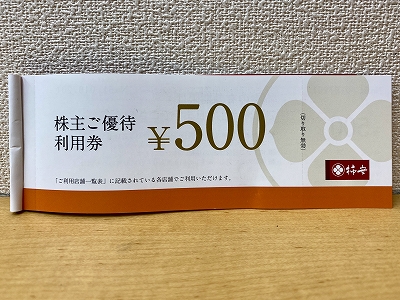 株主ご優待
利用券
¥500
(切り取り無効)
柿安
「ご利用店舗一覧表」に記載されている各店舗でご利用いただけます。